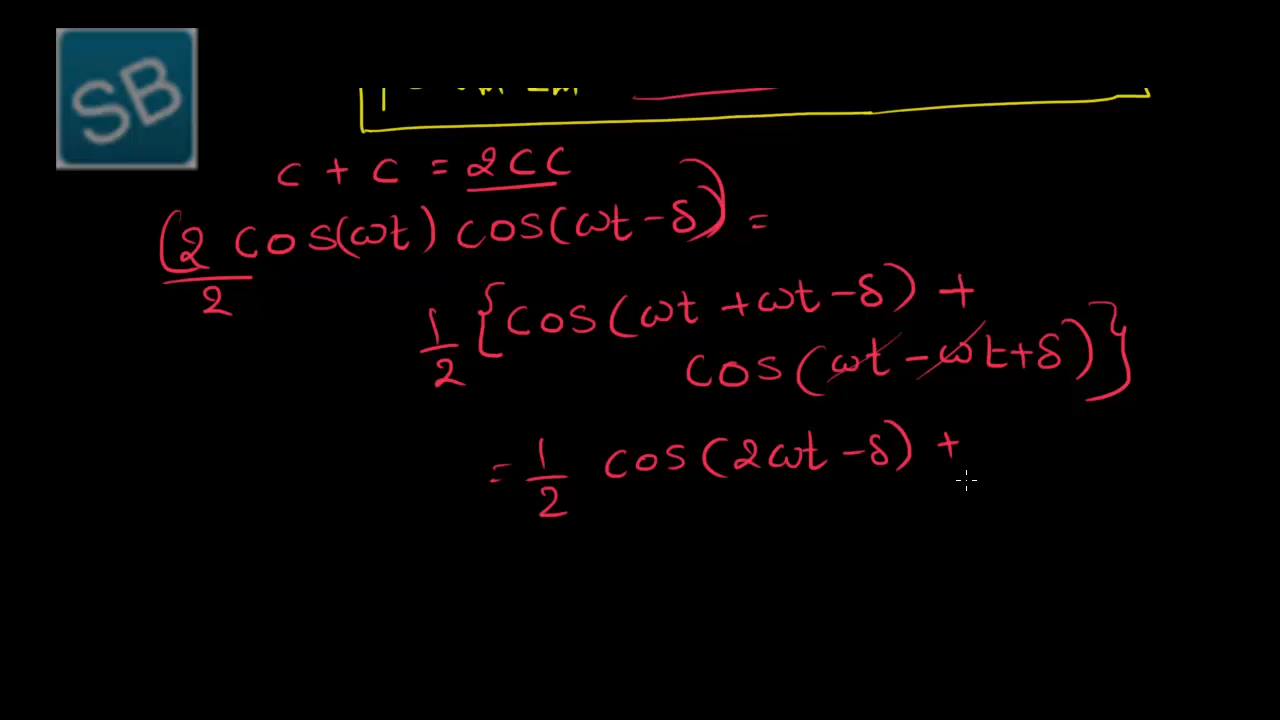 SB
c + c = 2CC
(2 cos(ωt) cos(ωt - δ)) =
2
1/2 {cos(ωt + ωt - δ) +
cos(ωt - ωt + δ)}
= 1/2 cos(2ωt - δ) +